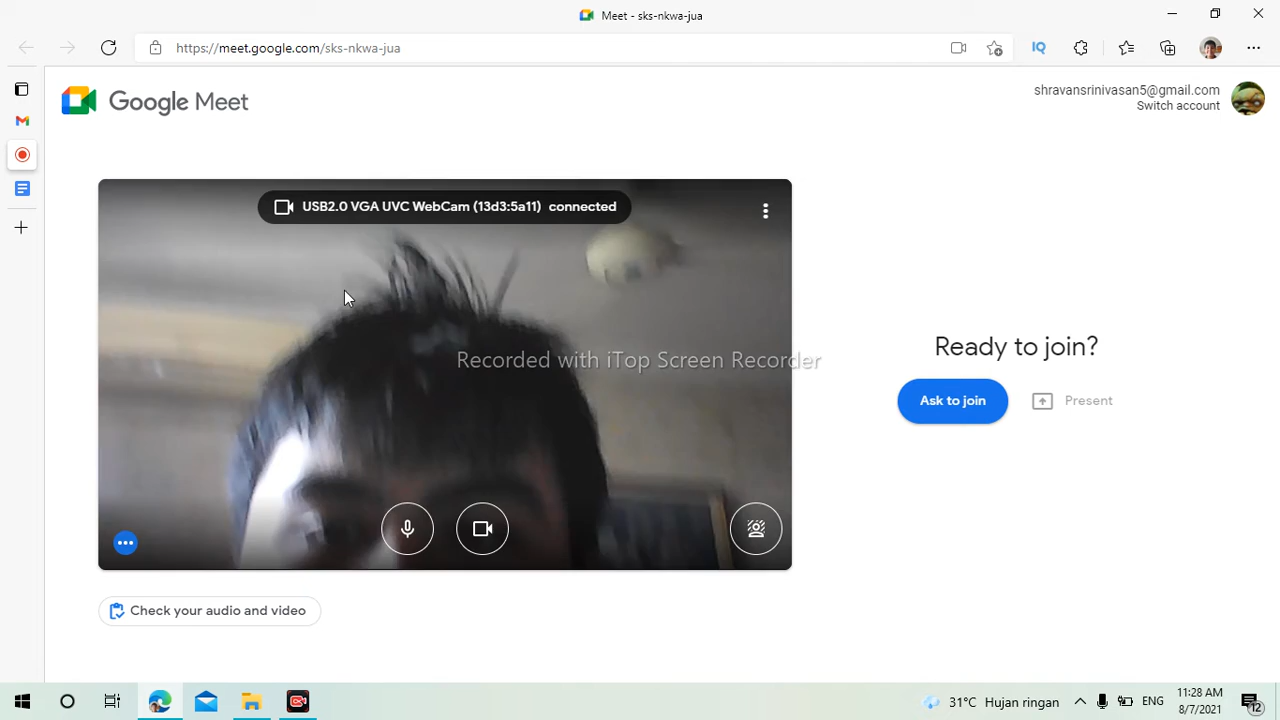 Meet - sks-nkwa-jua
https://meet.google.com/sks-nkwa-jua
IQ
Google Meet
shravansrinivasan5@gmail.com
Switch account
USB2.0 VGA UVC WebCam (13d3:5a11) connected
Recorded with iTop Screen Recorder
Ready to join?
Ask to join
Present
Check your audio and video
31°C Hujan ringan
ENG
11:28 AM
8/7/2021
12